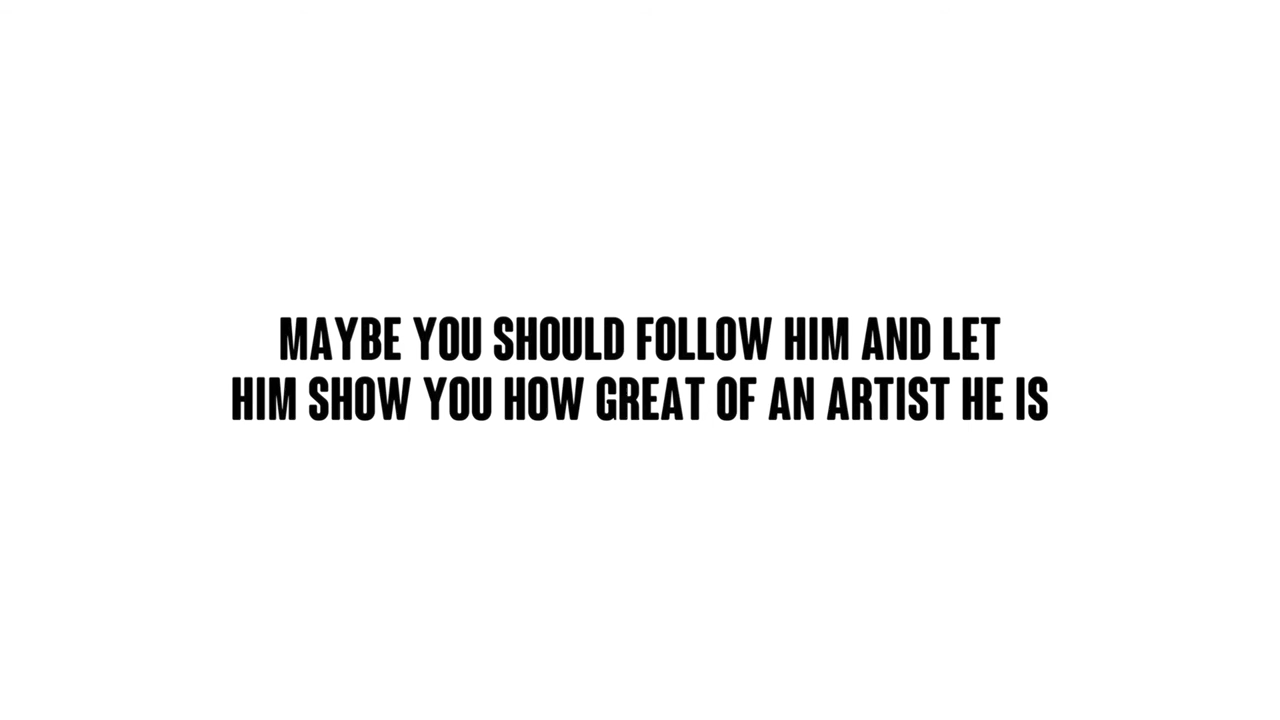 MAYBE YOU SHOULD FOLLOW HIM AND LET
HIM SHOW YOU HOW GREAT OF AN ARTIST HE IS